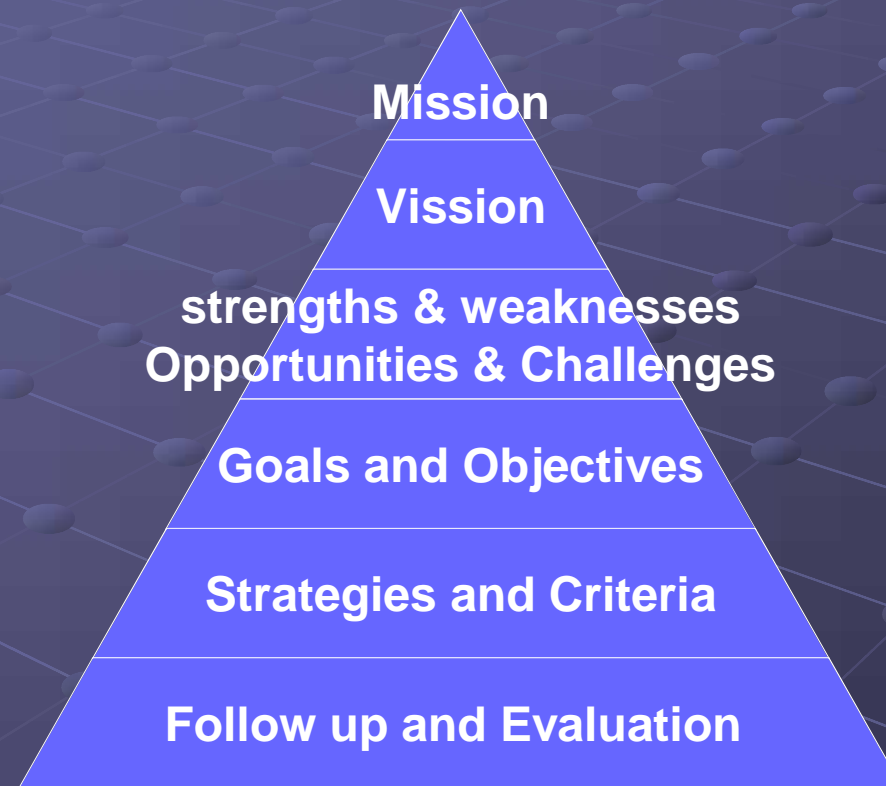 Mission
Vission
strengths & weaknesses
Opportunities & Challenges
Goals and Objectives
Strategies and Criteria
Follow up and Evaluation